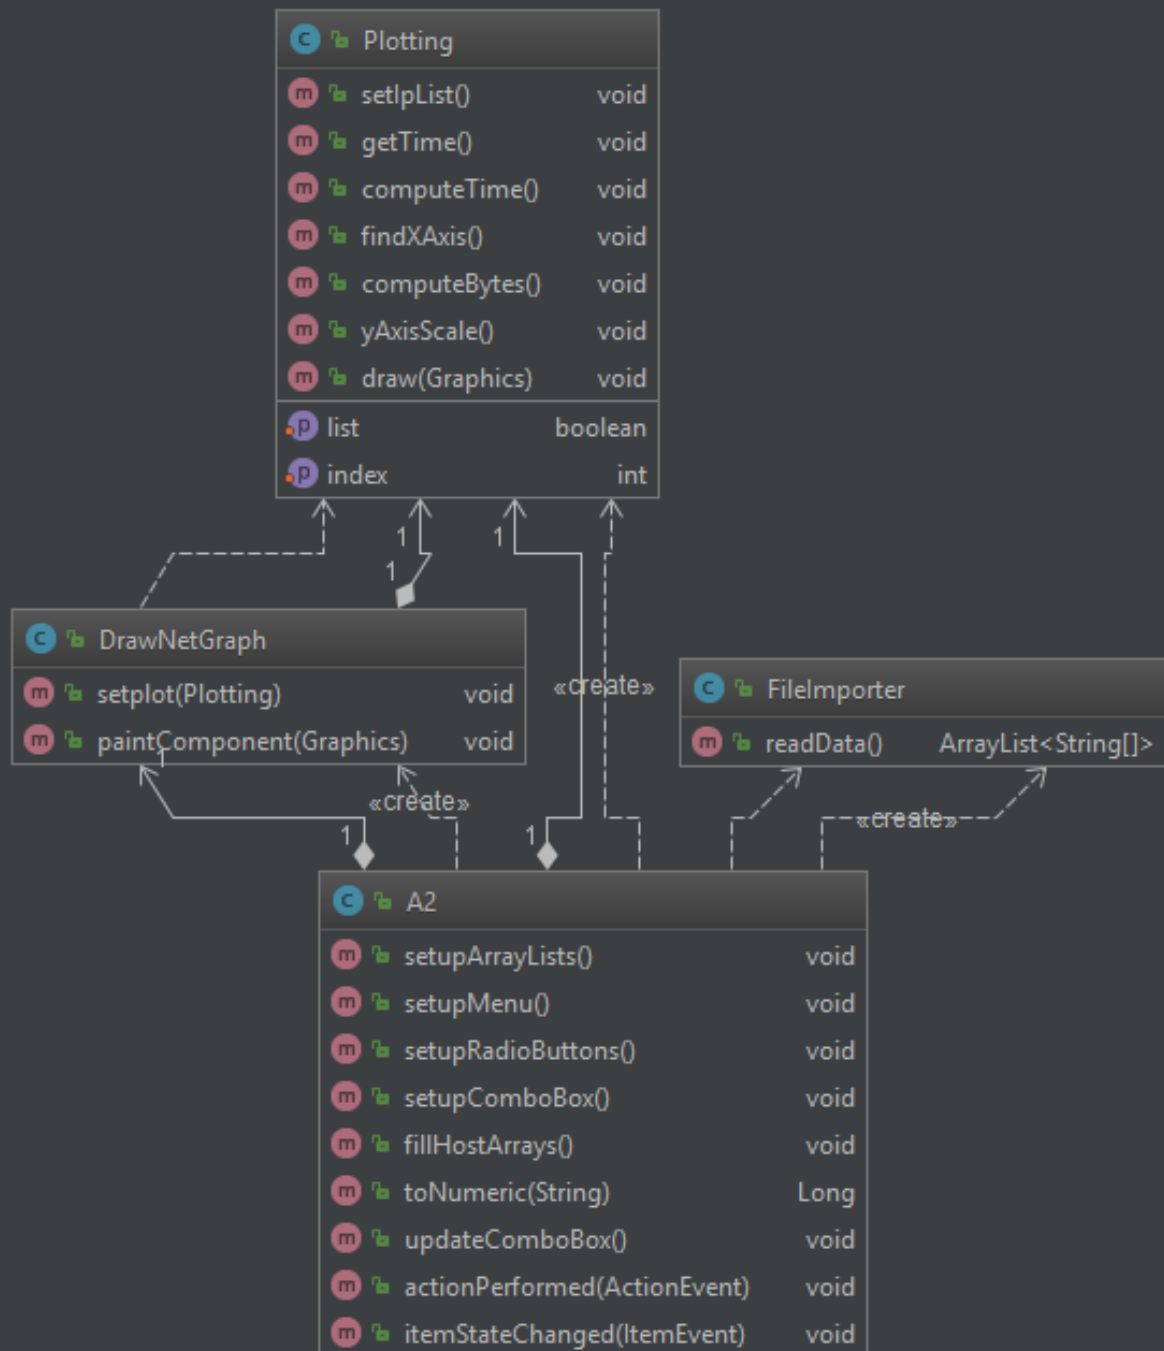 C Plotting
m setIpList() void
m getTime() void
m computeTime() void
m findXAxis() void
m computeBytes() void
m yAxisScale() void
m draw(Graphics) void
p list boolean
p index int
1 1
1
C DrawNetGraph
m setplot(Plotting) void
m paintComponent(Graphics) void
1
«create»
C FileImporter
m readData() ArrayList<String[]>
«create»
«create»
1 1
C A2
m setupArrayLists() void
m setupMenu() void
m setupRadioButtons() void
m setupComboBox() void
m fillHostArrays() void
m toNumeric(String) Long
m updateComboBox() void
m actionPerformed(ActionEvent) void
m itemStateChanged(ItemEvent) void